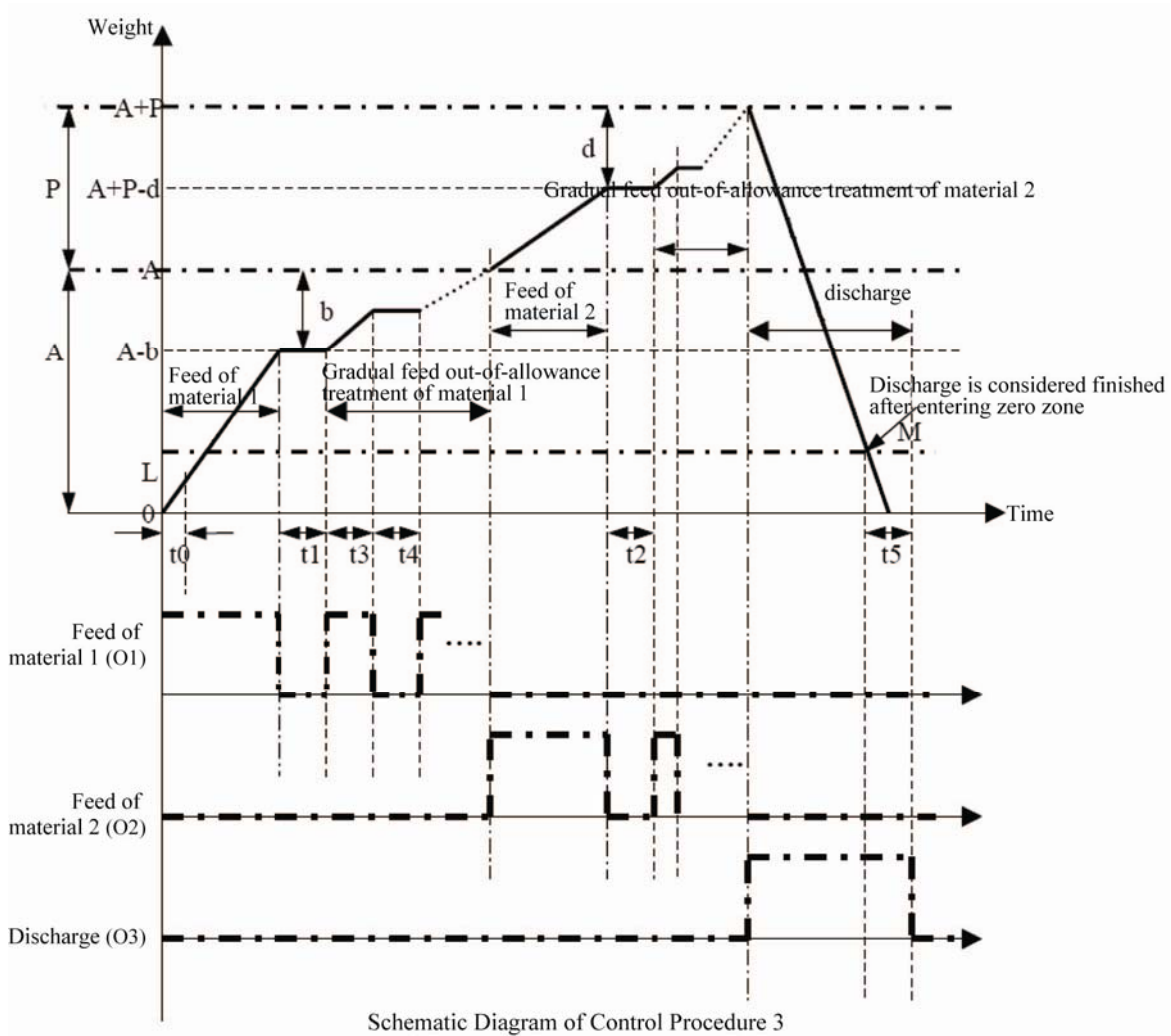 Weight
A+P
d
P
A+P-d
Gradual feed out-of-allowance treatment of material 2
A
Feed of
material 2
discharge
b
A
A-b
Feed of
material 1
Gradual feed out-of-allowance
treatment of material 1
Discharge is considered finished
after entering zero zone
M
L
0
Time
t0
t1
t3
t4
t2
t5
Feed of
material 1 (O1)
Feed of
material 2 (O2)
Discharge (O3)
Schematic Diagram of Control Procedure 3